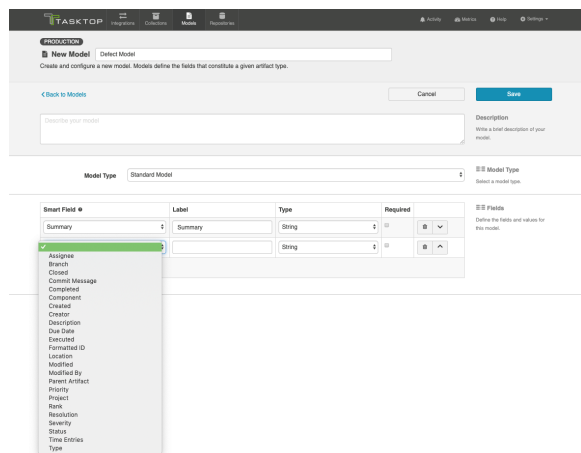 TASKTOP
Integrations
Collections
Models
Repositories
Activity
Metrics
Help
Settings
PRODUCTION
New Model
Defect Model
Create and configure a new model. Models define the fields that constitute a given artifact type.
Back to Models
Cancel
Save
Describe your model
Description
Write a brief description of your
model.
Model Type
Standard Model
Model Type
Select a model type.
Smart Field
Label
Type
Required
Fields
Define the fields and values for
this model.
Summary
Summary
String
String
Assignee
Branch
Closed
Commit Message
Completed
Component
Created
Creator
Description
Due Date
Executed
Formatted ID
Location
Modified
Modified By
Parent Artifact
Priority
Project
Rank
Resolution
Severity
Status
Time Entries
Type